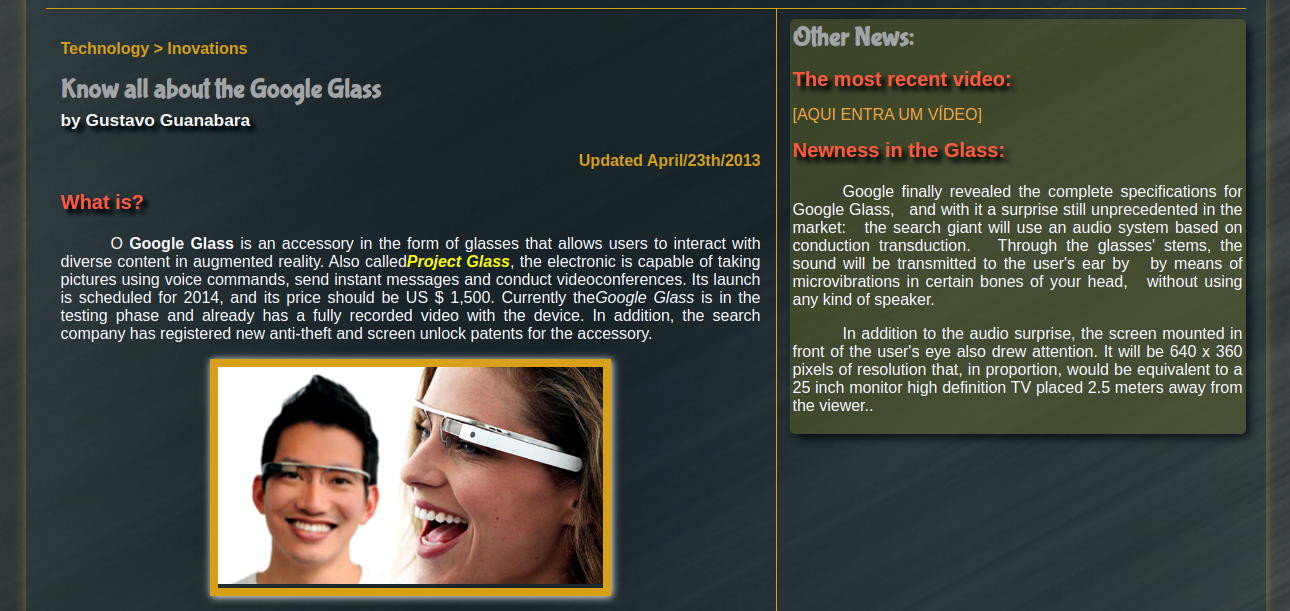 Technology > Inovations
Know all about the Google Glass
by Gustavo Guanabara
Updated April/23th/2013
What is?
O Google Glass is an accessory in the form of glasses that allows users to interact with
diverse content in augmented reality. Also calledProject Glass, the electronic is capable of taking
pictures using voice commands, send instant messages and conduct videoconferences. Its launch
is scheduled for 2014, and its price should be US $ 1,500. Currently theGoogle Glass is in the
testing phase and already has a fully recorded video with the device. In addition, the search
company has registered new anti-theft and screen unlock patents for the accessory.
Other News:
The most recent video:
[AQUI ENTRA UM VÍDEO]
Newness in the Glass:
Google finally revealed the complete specifications for
Google Glass, and with it a surprise still unprecedented in the
market: the search giant will use an audio system based on
conduction transduction. Through the glasses' stems, the
sound will be transmitted to the user's ear by by means of
microvibrations in certain bones of your head, without using
any kind of speaker.
In addition to the audio surprise, the screen mounted in
front of the user's eye also drew attention. It will be 640 x 360
pixels of resolution that, in proportion, would be equivalent to a
25 inch monitor high definition TV placed 2.5 meters away from
the viewer..